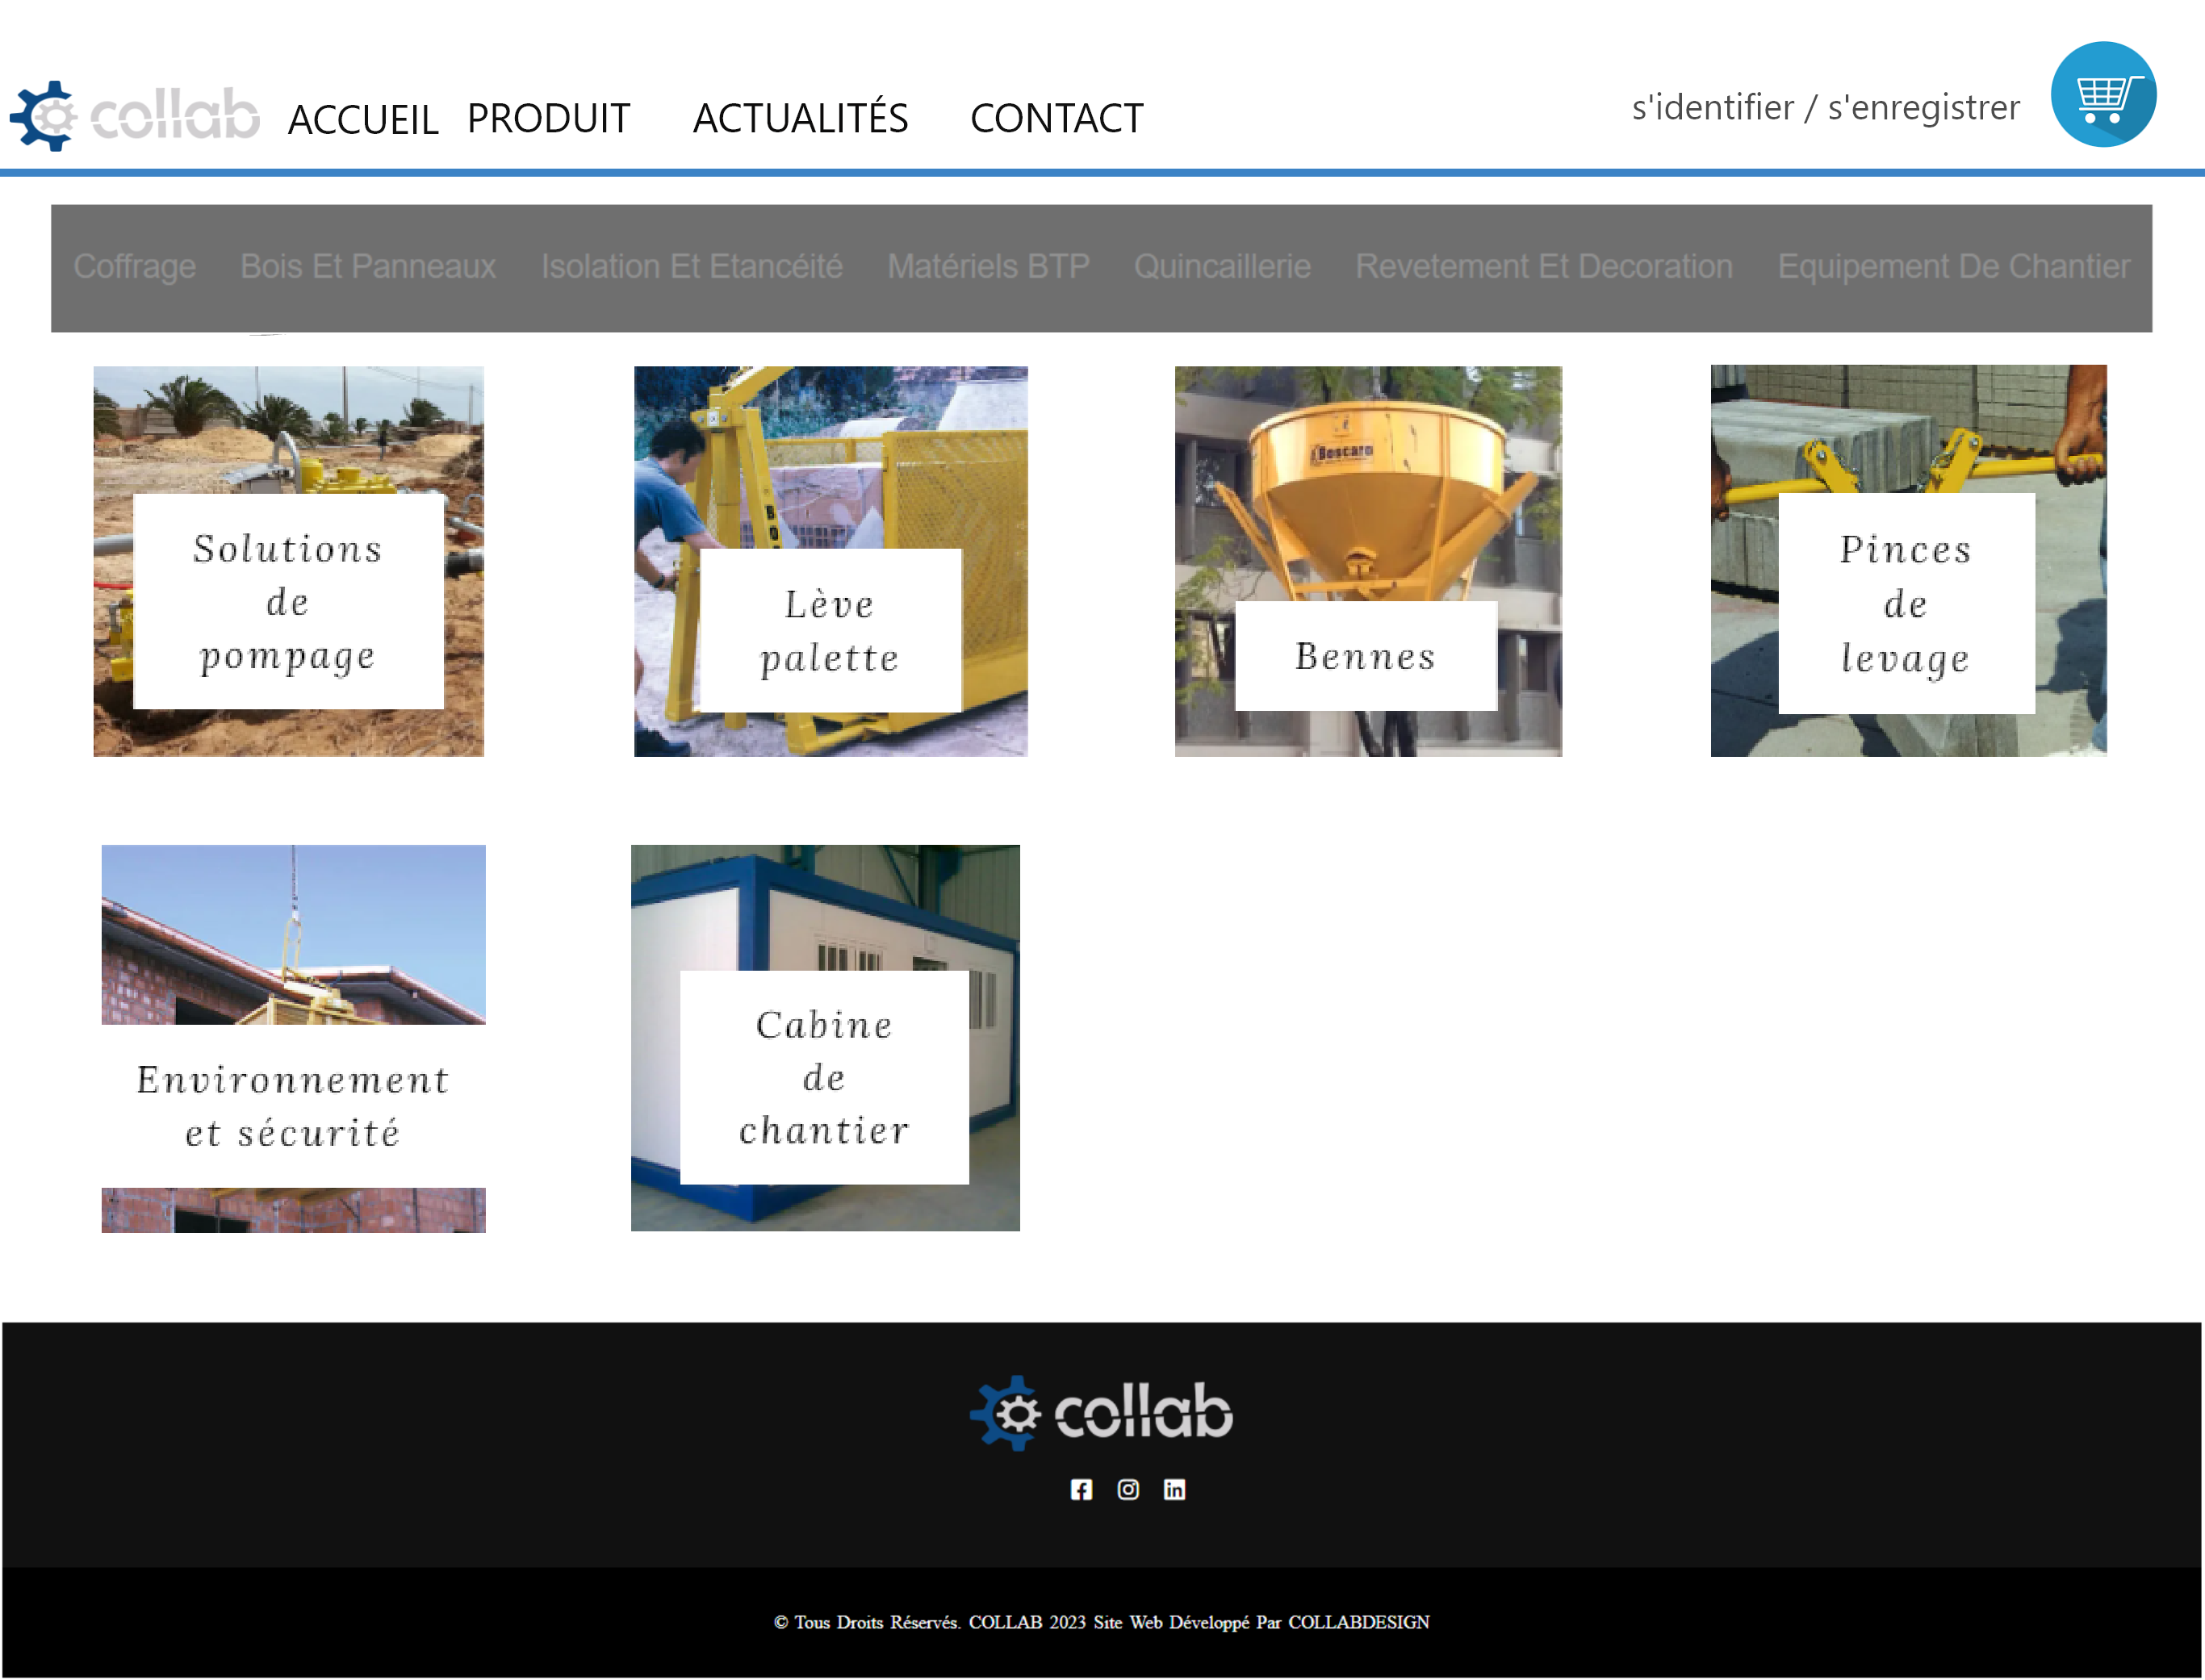 collab ACCUEIL PRODUIT ACTUALITÉS CONTACT s'identifier / s'enregistrer
Coffrage Bois Et Panneaux Isolation Et Etancéité Matériels BTP Quincaillerie Revetement Et Decoration Equipement De Chantier
Solutions
de
pompage
Lève
palette
Boscaro
Bennes
Pinces
de
levage
Environnement
et sécurité
Cabine
de
chantier
collab
© Tous Droits Réservés. COLLAB 2023 Site Web Développé Par COLLABDESIGN